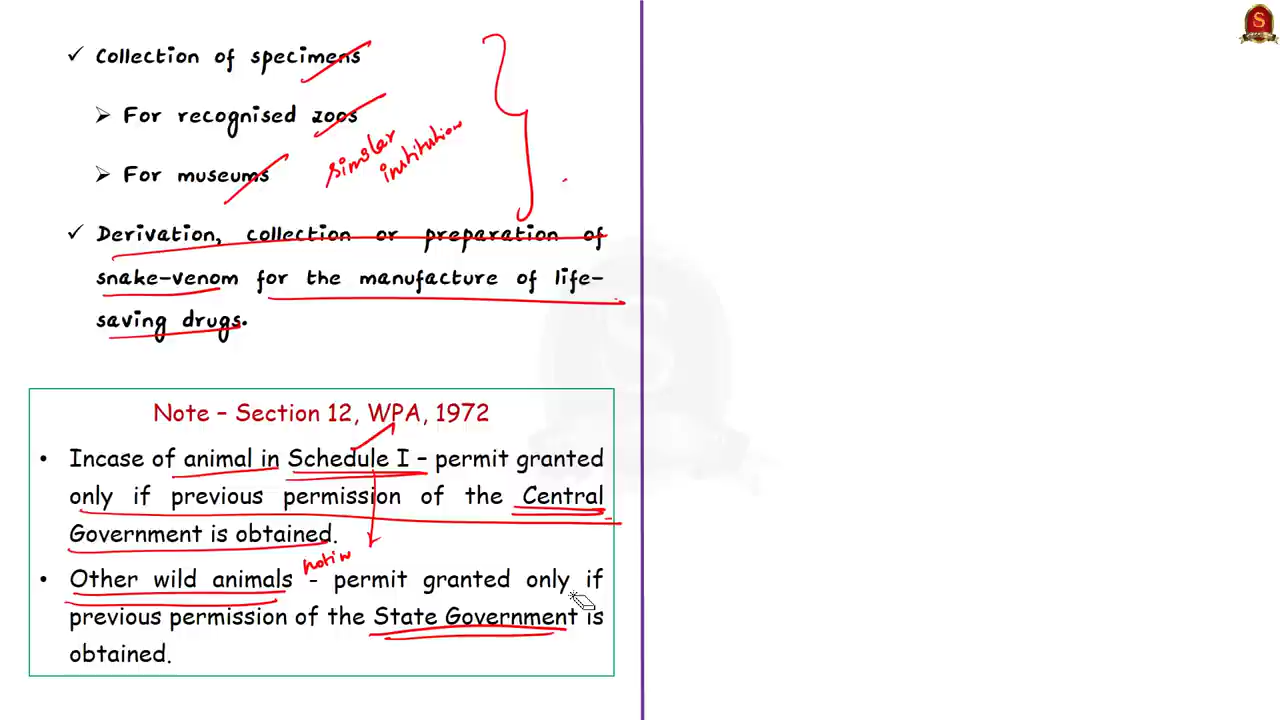 ✓ Collection of specimens
➢ For recognised zoos
➢ For museums
similar
institution
✓ Derivation, collection or preparation of
snake-venom for the manufacture of life-
saving drugs.
Note – Section 12, WPA, 1972
• Incase of animal in Schedule I – permit granted
only if previous permission of the Central
Government is obtained.
not in
• Other wild animals - permit granted only if
previous permission of the State Government is
obtained.
S
S